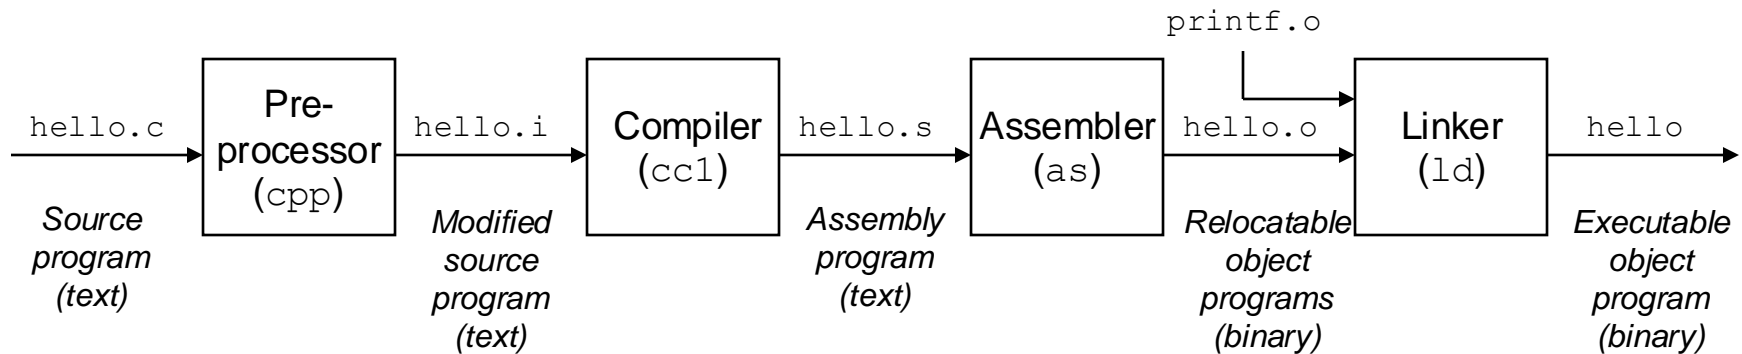 printf.o
hello.c
Pre-
processor
(cpp)
hello.i
Compiler
(cc1)
hello.s
Assembler
(as)
hello.o
Linker
(ld)
hello
Source
program
(text)
Modified
source
program
(text)
Assembly
program
(text)
Relocatable
object
programs
(binary)
Executable
object
program
(binary)